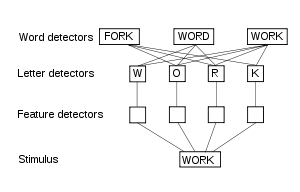 Word detectors FORK WORD WORK
Letter detectors W O R K
Feature detectors
Stimulus WORK